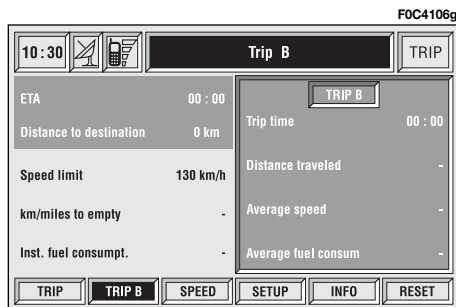 F0C4106g
10:30 Trip B TRIP
ETA 00:00
Distance to destination 0 km
Speed limit 130 km/h
km/miles to empty -
Inst. fuel consumpt. -
TRIP B
Trip time 00:00
Distance traveled -
Average speed -
Average fuel consum -
TRIP TRIP B SPEED SETUP INFO RESET